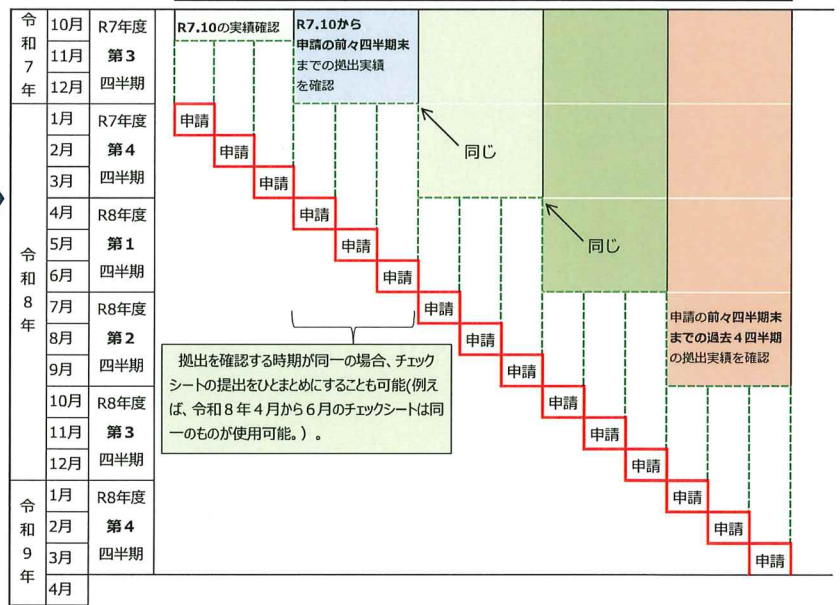 令和7年
10月
11月
12月
R7年度
第3
四半期
R7.10の実績確認
R7.10から
申請の前々四半期末
までの拠出実績
を確認
令和8年
1月
2月
3月
R7年度
第4
四半期
申請
申請
申請
同じ
4月
5月
6月
R8年度
第1
四半期
申請
申請
申請
同じ
7月
8月
9月
R8年度
第2
四半期
申請
申請
申請
申請の前々四半期末
までの過去4四半期
の拠出実績を確認
拠出を確認する時期が同一の場合、チェック
シートの提出をひとまとめにすることも可能(例え
ば、令和8年4月から6月のチェックシートは同
一のものが使用可能。)。
10月
11月
12月
R8年度
第3
四半期
申請
申請
申請
令和9年
1月
2月
3月
4月
R8年度
第4
四半期
申請
申請
申請